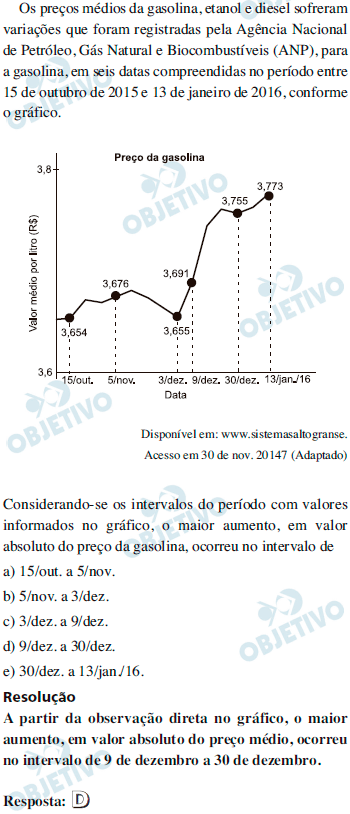 Os preços médios da gasolina, etanol e diesel sofreram
variações que foram registradas pela Agência Nacional
de Petróleo, Gás Natural e Biocombustíveis (ANP), para
a gasolina, em seis datas compreendidas no período entre
15 de outubro de 2015 e 13 de janeiro de 2016, conforme
o gráfico.
Preço da gasolina
Valor médio por litro (R$)
3,8
3,773
3,755
3,691
3,676
3,654
3,655
3,6
15/out. 5/nov. 3/dez. 9/dez. 30/dez. 13/jan./16
Data
Disponível em: www.sistemasaltogranse.
Acesso em 30 de nov. 20147 (Adaptado)
Considerando-se os intervalos do período com valores
informados no gráfico, o maior aumento, em valor
absoluto do preço da gasolina, ocorreu no intervalo de
a) 15/out. a 5/nov.
b) 5/nov. a 3/dez.
c) 3/dez. a 9/dez.
d) 9/dez. a 30/dez.
e) 30/dez. a 13/jan./16.
Resolução
A partir da observação direta no gráfico, o maior
aumento, em valor absoluto do preço médio, ocorreu
no intervalo de 9 de dezembro a 30 de dezembro.
Resposta: D
OBJETIVO
OBJETIVO
OBJETIVO
OBJETIVO
OBJETIVO
OBJETIVO
OBJETIVO
OBJETIVO